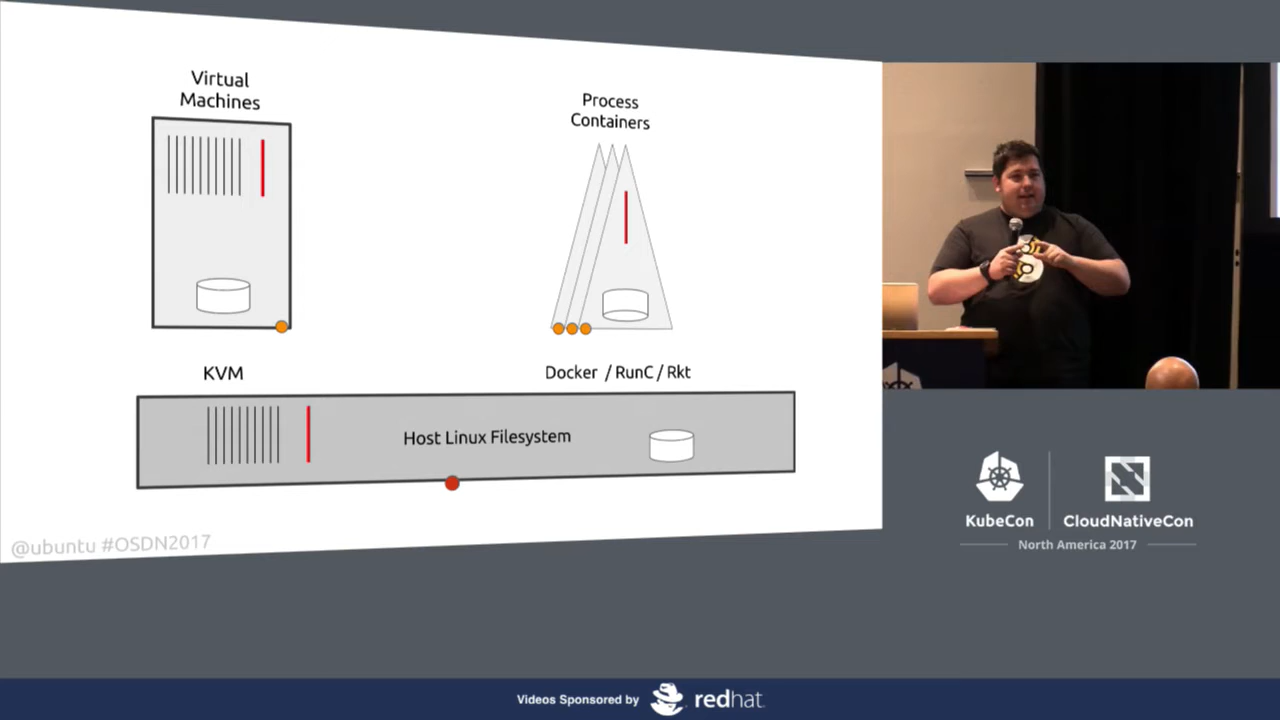 Virtual
Machines
Process
Containers
KVM
Docker / RunC / Rkt
Host Linux Filesystem
@ubuntu #OSDN2017
KubeCon
CloudNativeCon
North America 2017
Videos Sponsored by
redhat.